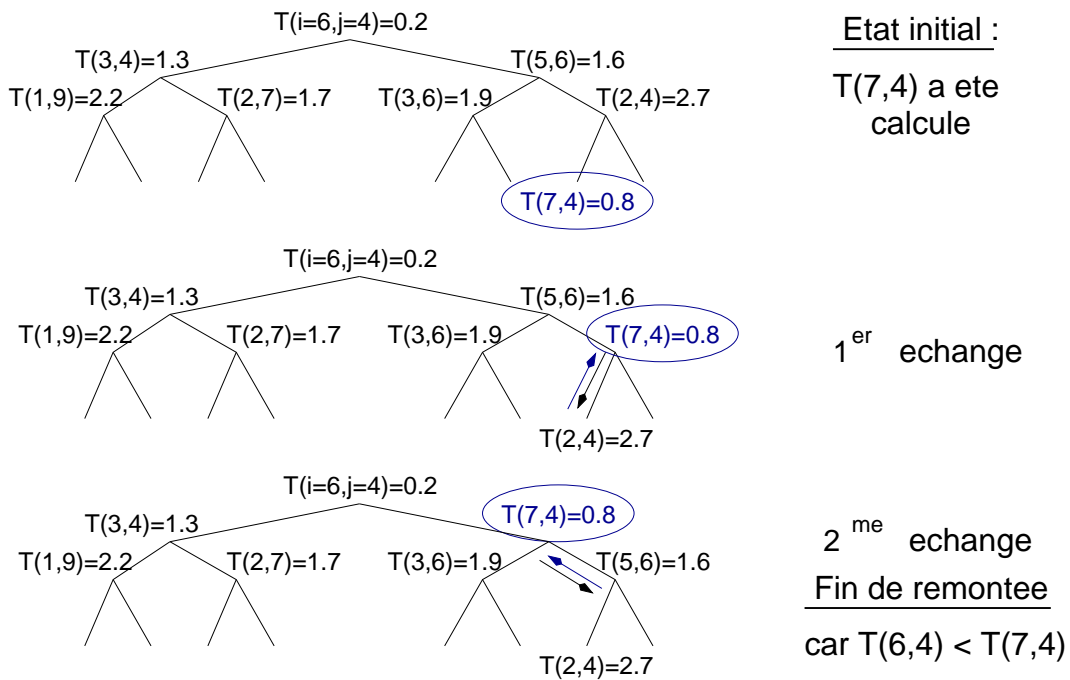 T(i=6,j=4)=0.2
T(3,4)=1.3
T(5,6)=1.6
T(1,9)=2.2
T(2,7)=1.7
T(3,6)=1.9
T(2,4)=2.7
T(7,4)=0.8
Etat initial :
T(7,4) a ete
calcule
T(i=6,j=4)=0.2
T(3,4)=1.3
T(5,6)=1.6
T(1,9)=2.2
T(2,7)=1.7
T(3,6)=1.9
T(7,4)=0.8
T(2,4)=2.7
1er echange
T(i=6,j=4)=0.2
T(7,4)=0.8
T(3,4)=1.3
T(1,9)=2.2
T(2,7)=1.7
T(3,6)=1.9
T(5,6)=1.6
T(2,4)=2.7
2me echange
Fin de remontee
car T(6,4) < T(7,4)